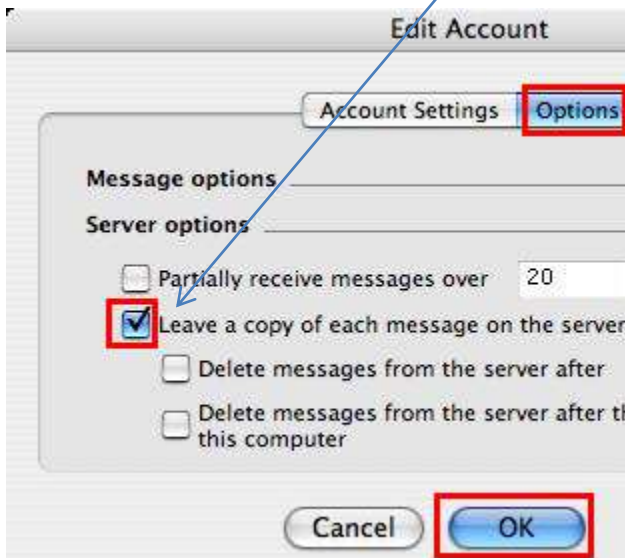 Edit Account
Account Settings Options
Message options
Server options
Partially receive messages over 20
Leave a copy of each message on the server
Delete messages from the server after
Delete messages from the server after
this computer
Cancel OK